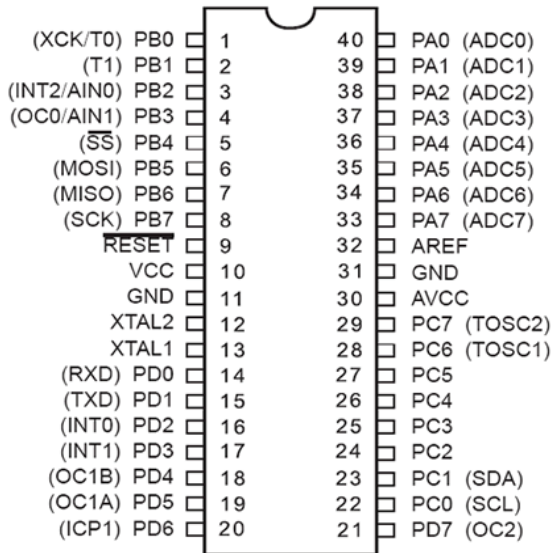 (XCK/T0) PB0 1 40 PA0 (ADC0)
(T1) PB1 2 39 PA1 (ADC1)
(INT2/AIN0) PB2 3 38 PA2 (ADC2)
(OC0/AIN1) PB3 4 37 PA3 (ADC3)
(SS) PB4 5 36 PA4 (ADC4)
(MOSI) PB5 6 35 PA5 (ADC5)
(MISO) PB6 7 34 PA6 (ADC6)
(SCK) PB7 8 33 PA7 (ADC7)
RESET 9 32 AREF
VCC 10 31 GND
GND 11 30 AVCC
XTAL2 12 29 PC7 (TOSC2)
XTAL1 13 28 PC6 (TOSC1)
(RXD) PD0 14 27 PC5
(TXD) PD1 15 26 PC4
(INT0) PD2 16 25 PC3
(INT1) PD3 17 24 PC2
(OC1B) PD4 18 23 PC1 (SDA)
(OC1A) PD5 19 22 PC0 (SCL)
(ICP1) PD6 20 21 PD7 (OC2)